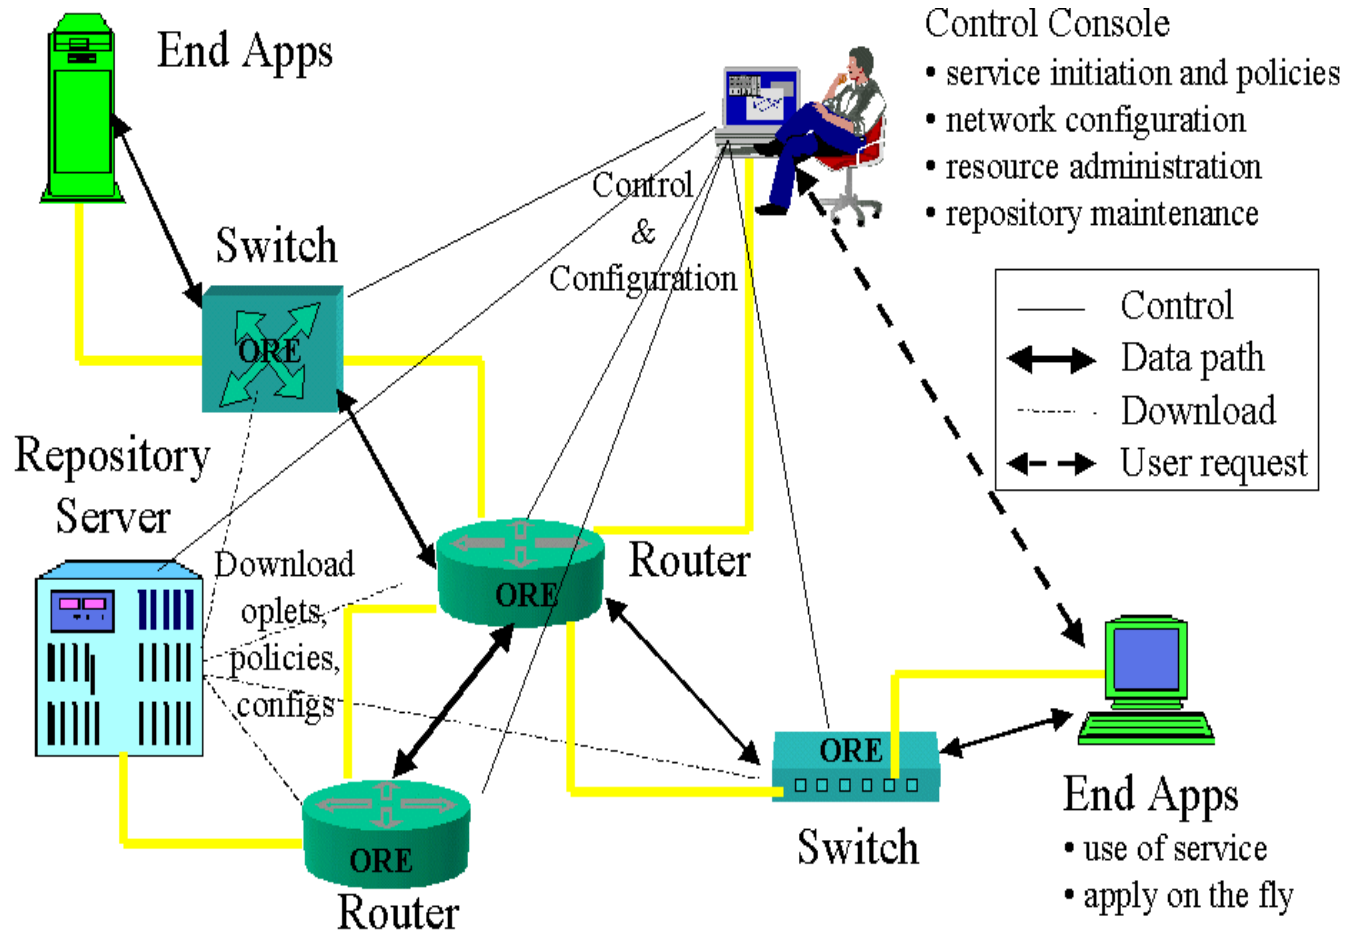 End Apps
Control Console
• service initiation and policies
• network configuration
• resource administration
• repository maintenance
Control
&
Configuration
Switch
ORE
Control
Data path
Download
User request
Repository
Server
Download
oplets,
policies,
configs
Router
ORE
ORE
Switch
End Apps
• use of service
• apply on the fly
ORE
Router